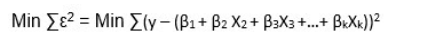 Min ∑ε² = Min ∑(y – (β₁ + β₂ X₂ + β₃X₃ +...+ βₖXₖ))²